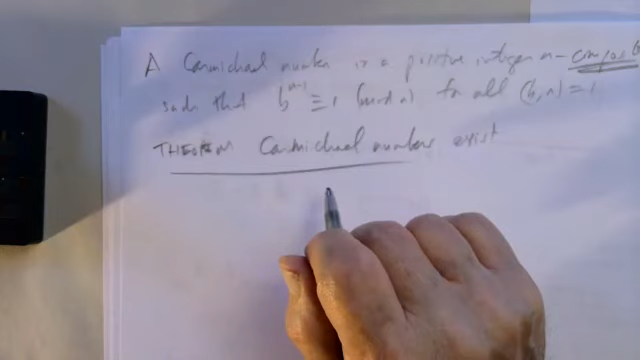 A Carmichael number is a positive integer n - composite
such that b^{n-1} ≡ 1 (mod n) for all (b, n) = 1
THEOREM Carmichael numbers exist